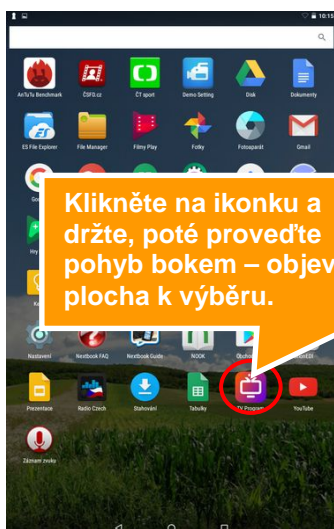 10:15
AnTuTu Benchmark
ČSFD.cz
ČT sport
Demo Setting
Disk
Dokumenty
ES File Explorer
File Manager
Filmy Play
Fotky
Fotoaparát
Gmail
Klikněte na ikonku a
držte, poté proveďte
pohyb bokem – objev
plocha k výběru.
Nastavení
Nextbook FAQ
Nextbook Guide
NOOK
Prezentace
Radio Czech
Stahování
Tabulky
TV Program
YouTube
Záznam zvuku